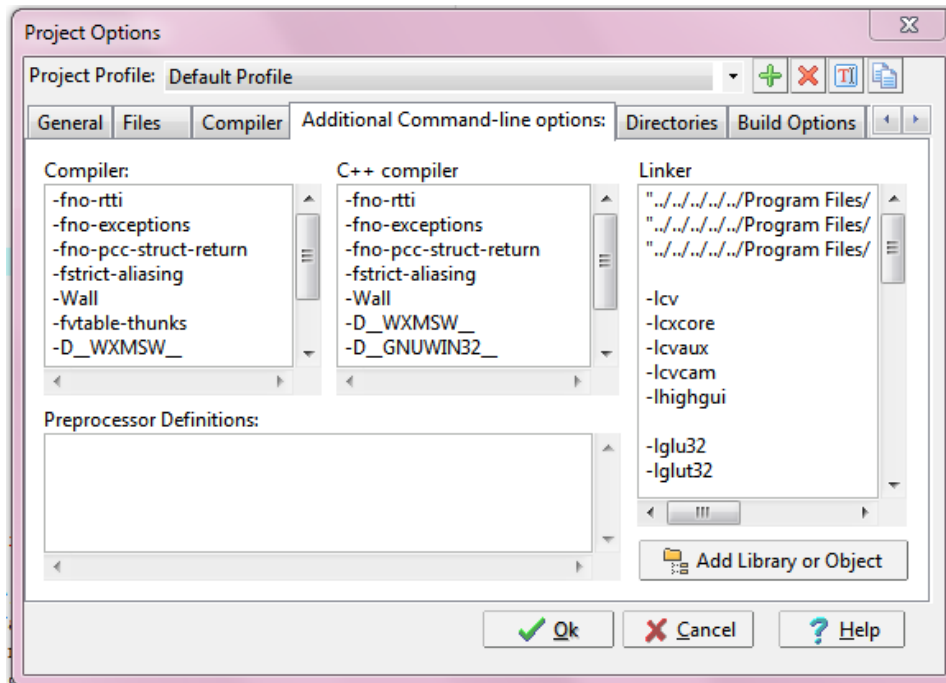 Project Options
Project Profile: Default Profile
General Files Compiler Additional Command-line options: Directories Build Options
Compiler:
-fno-rtti
-fno-exceptions
-fno-pcc-struct-return
-fstrict-aliasing
-Wall
-fvtable-thunks
-D__WXMSW__
C++ compiler
-fno-rtti
-fno-exceptions
-fno-pcc-struct-return
-fstrict-aliasing
-Wall
-D__WXMSW__
-D__GNUWIN32__
Linker
"../../../../../Program Files/
"../../../../../Program Files/
"../../../../../Program Files/
-lcv
-lcxcore
-lcvaux
-lcvcam
-lhighgui
-lglu32
-lglut32
Preprocessor Definitions:
Add Library or Object
Ok Cancel Help